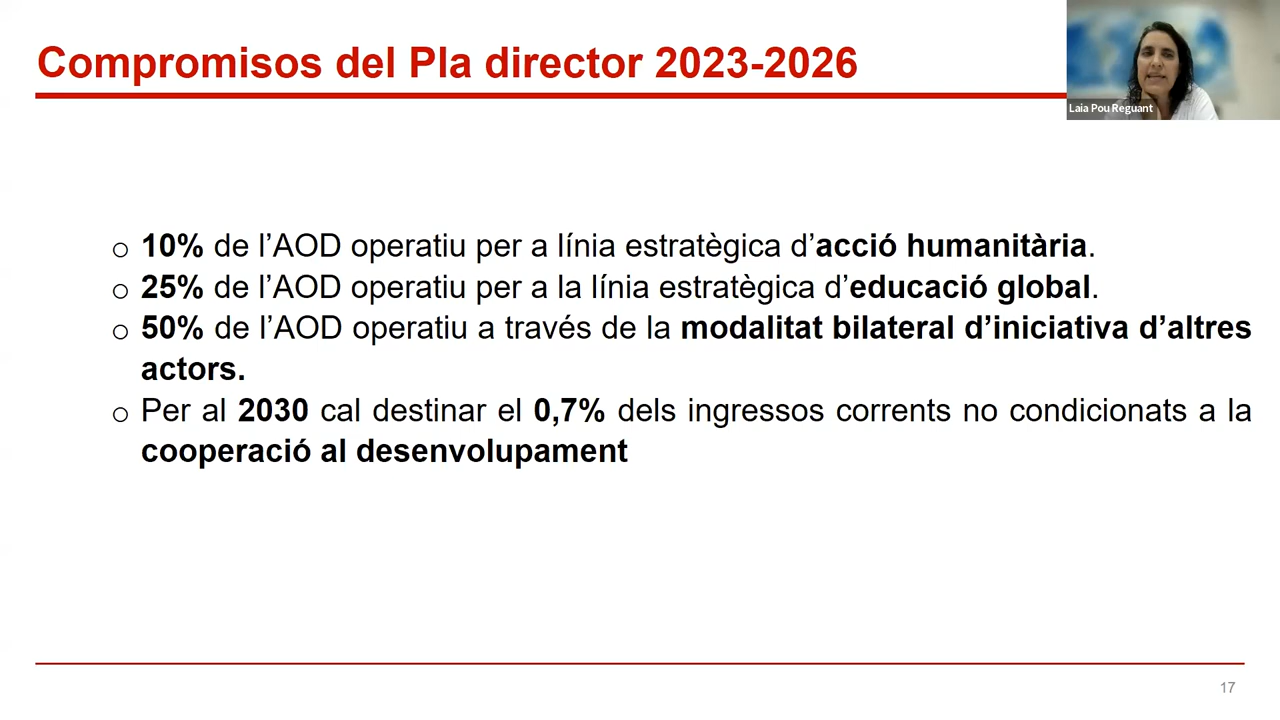 Compromisos del Pla director 2023-2026
Laia Pou Reguant
o 10% de l’AOD operatiu per a línia estratègica d’acció humanitària.
o 25% de l’AOD operatiu per a la línia estratègica d’educació global.
o 50% de l’AOD operatiu a través de la modalitat bilateral d’iniciativa d’altres
actors.
o Per al 2030 cal destinar el 0,7% dels ingressos corrents no condicionats a la
cooperació al desenvolupament
17